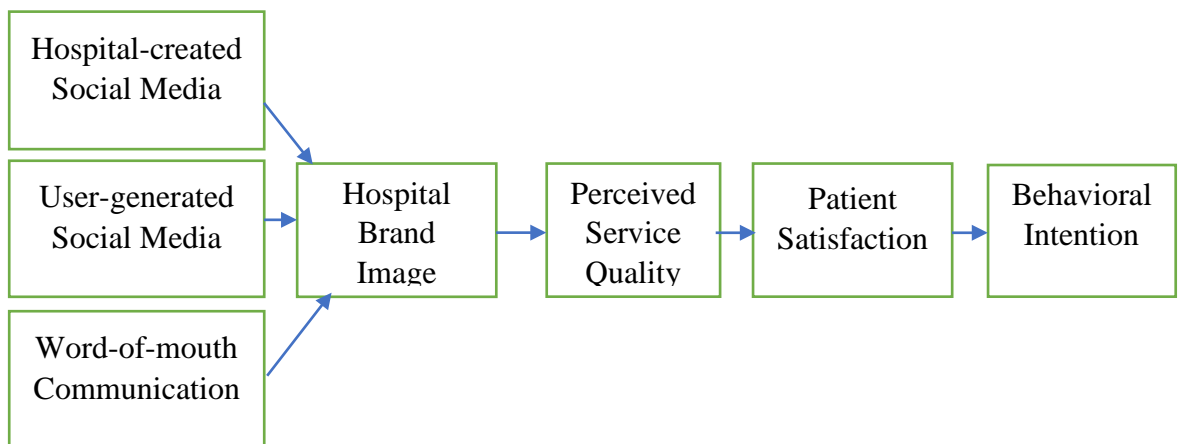 Hospital-created
Social Media
User-generated
Social Media
Word-of-mouth
Communication
Hospital
Brand
Image
Perceived
Service
Quality
Patient
Satisfaction
Behavioral
Intention